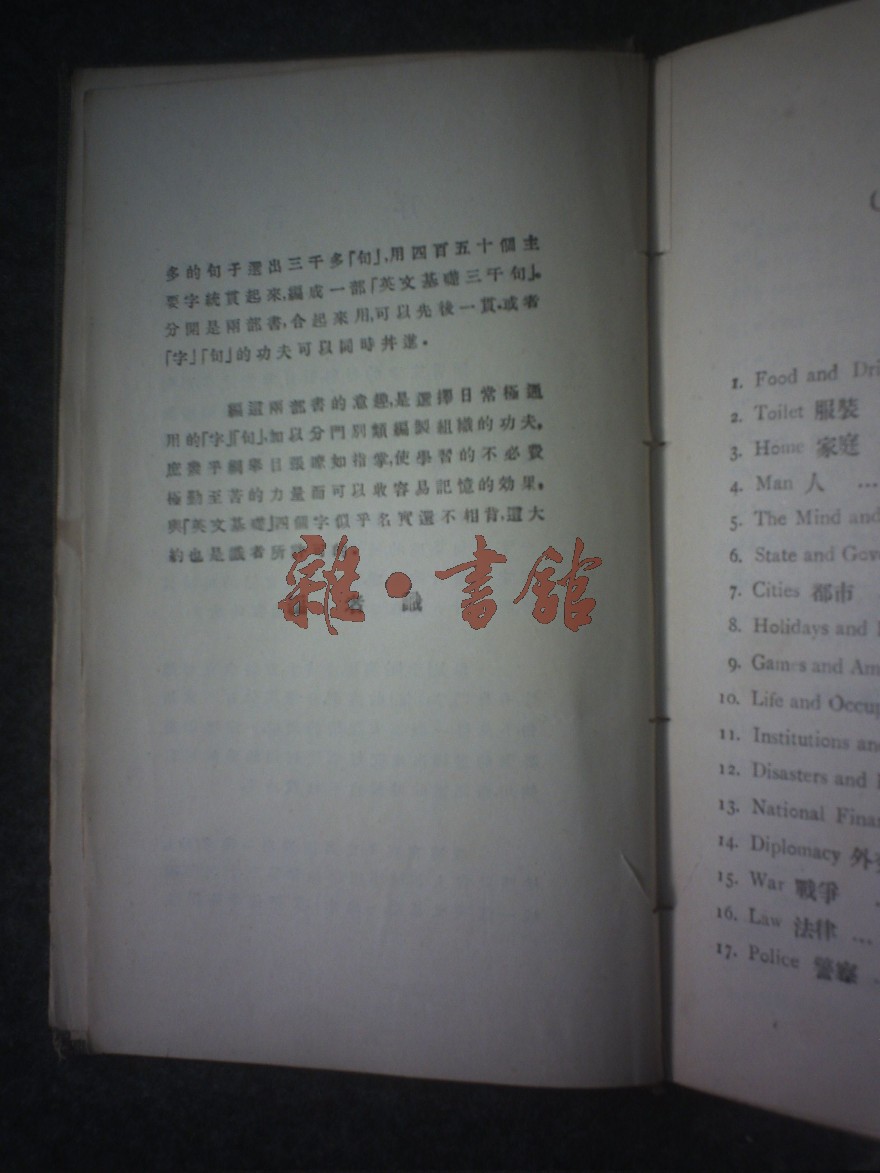 多的句子選出三千多「句」,用四百五十個主
要字統貫起來,編成一部「英文基礎三千句」。
分開是兩部書,合起來用,可以先後一貫,或者
「字」「句」的功夫可以同時並進。
編這兩部書的意趣,是選擇日常極通
用的「字」「句」,加以分門別類編製組織的功夫。
庶幾乎綱舉目張瞭如指掌,使學習的不必費
極勤至苦的力量而可以收容易記憶的效果。
與「英文基礎」四個字似乎名實還不相背,這大
約也是識者所
識
雜·書館
1. Food and Dri
2. Toilet 服裝
3. Home 家庭
4. Man 人 ...
5. The Mind and
6. State and Gove
7. Cities 都市
8. Holidays and
9. Games and Am
10. Life and Occup
11. Institutions an
12. Disasters and
13. National Finan
14. Diplomacy 外交
15. War 戰爭
16. Law 法律 ...
17. Police 警察